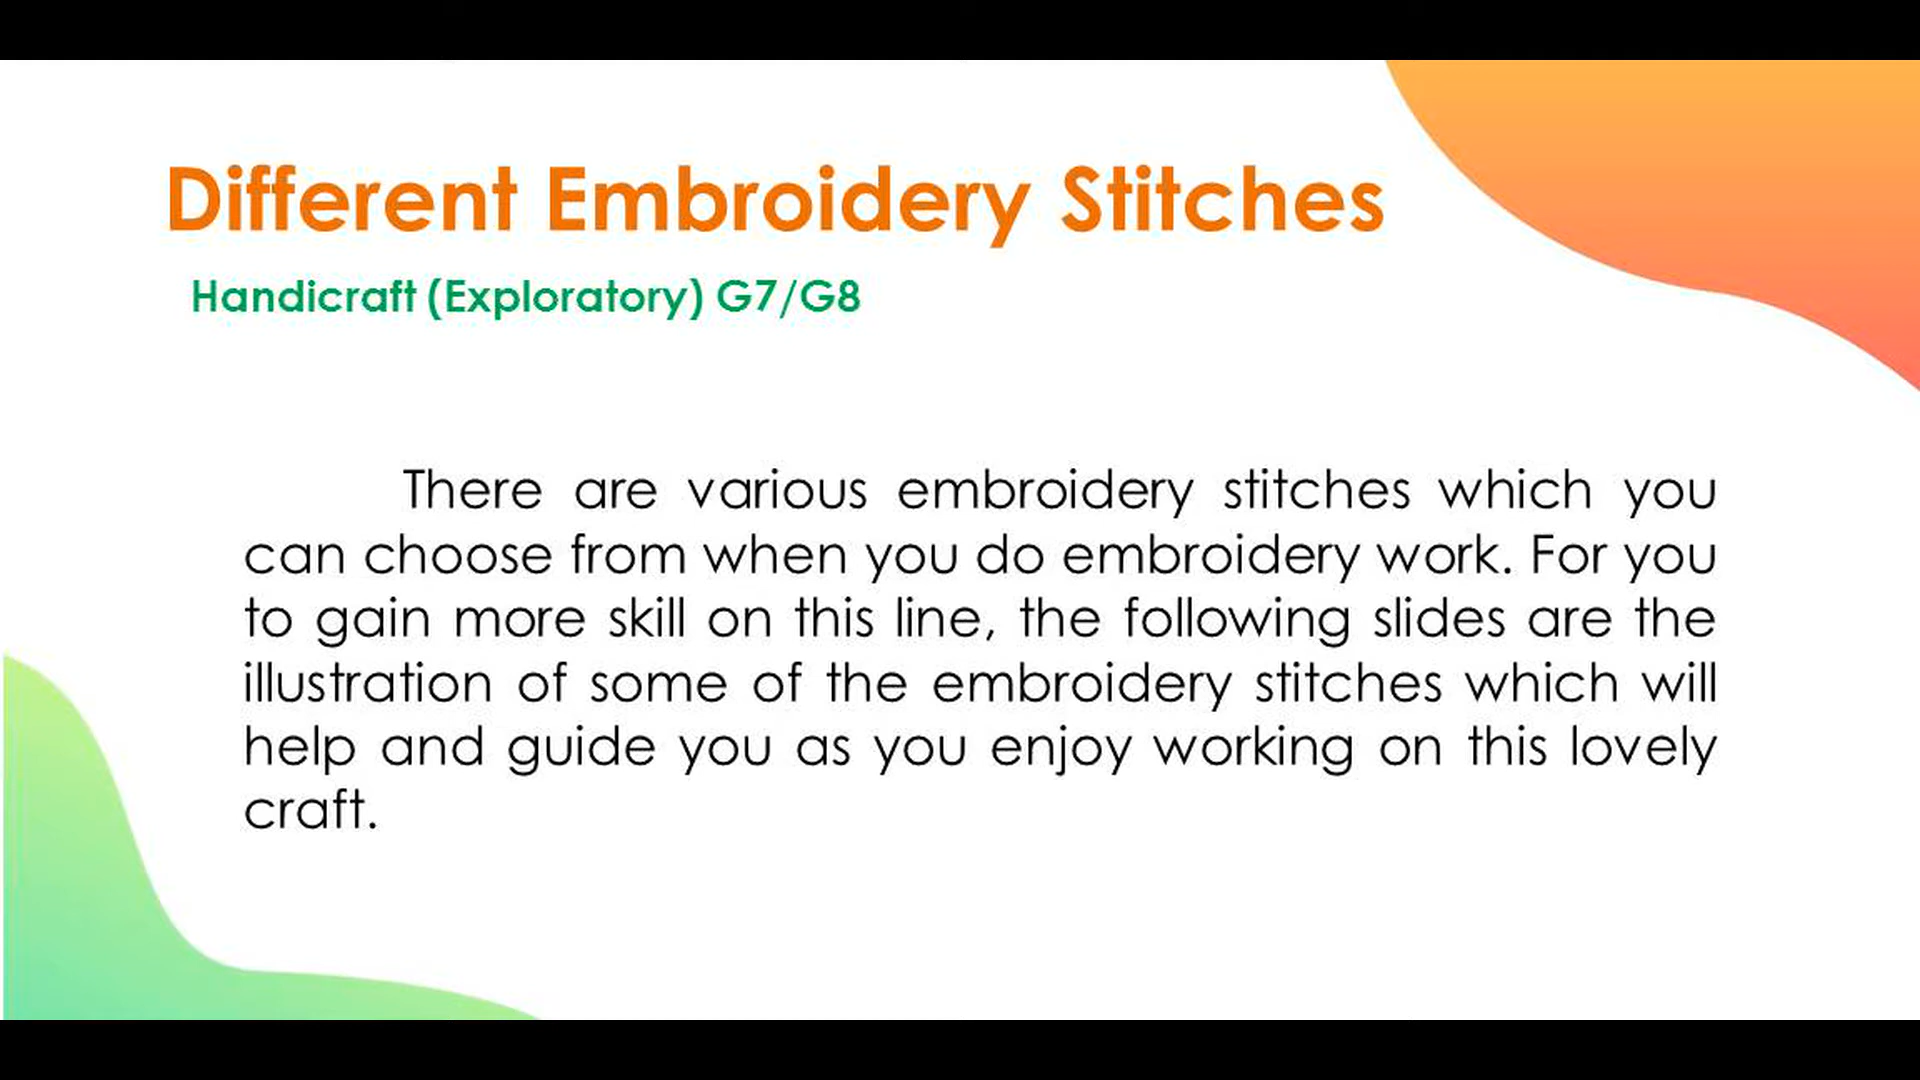 Different Embroidery Stitches
Handicraft (Exploratory) G7/G8
There are various embroidery stitches which you
can choose from when you do embroidery work. For you
to gain more skill on this line, the following slides are the
illustration of some of the embroidery stitches which will
help and guide you as you enjoy working on this lovely
craft.